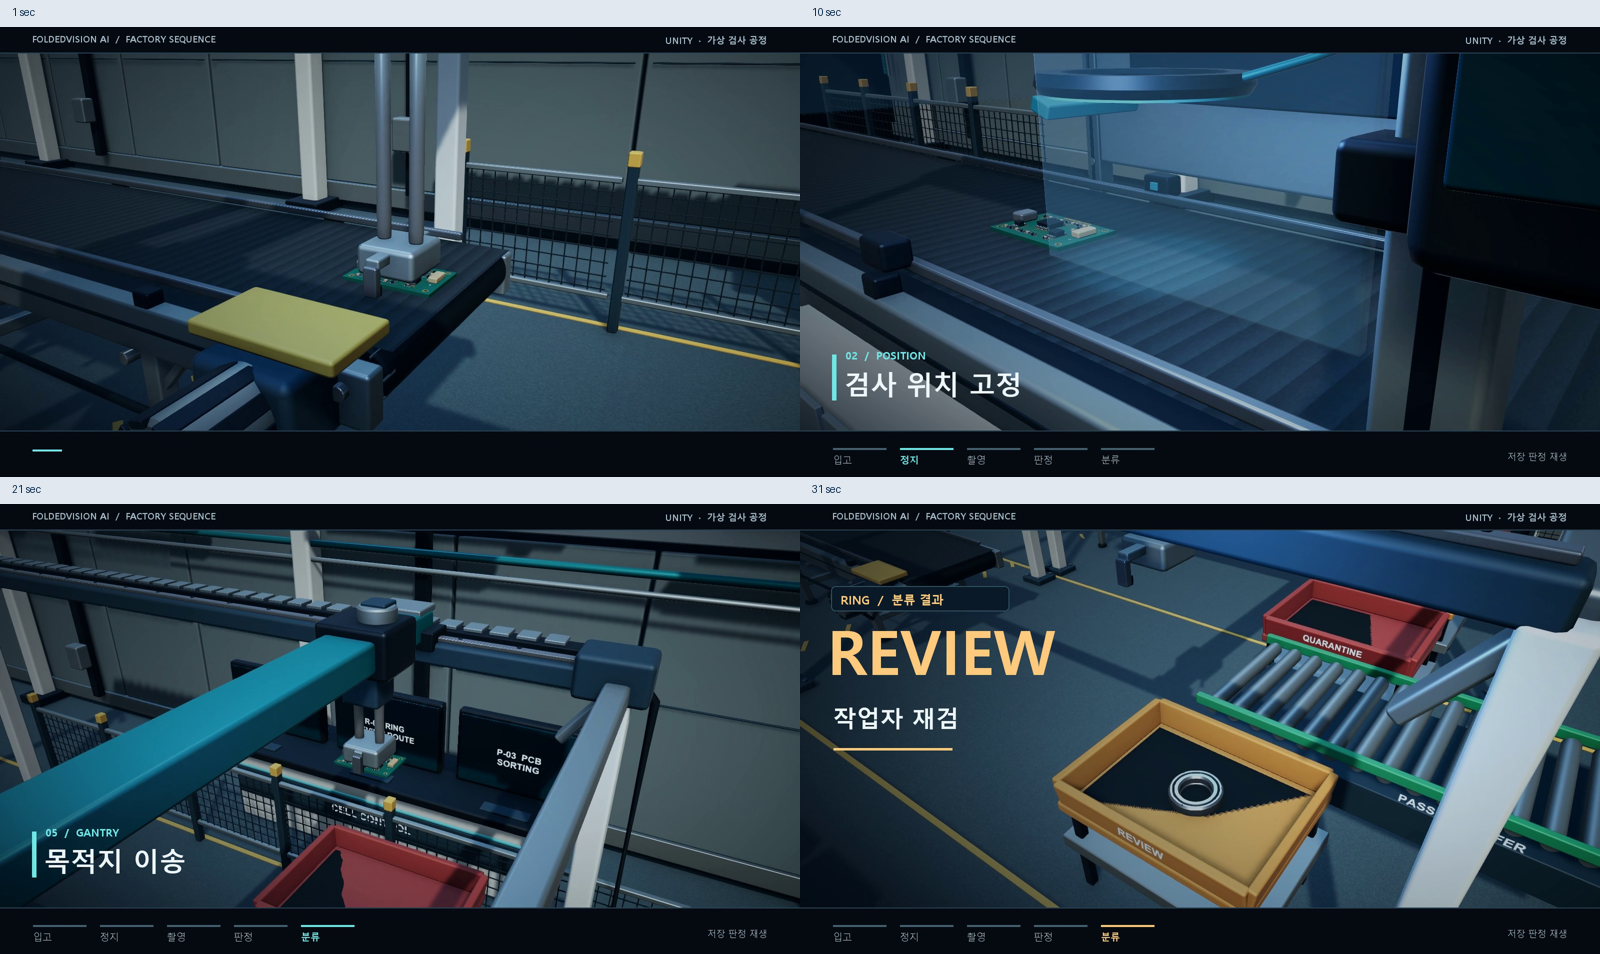 1 sec
FOLDEDVISION AI / FACTORY SEQUENCE
UNITY · 가상 검사 공정
10 sec
FOLDEDVISION AI / FACTORY SEQUENCE
UNITY · 가상 검사 공정
02 / POSITION
검사 위치 고정
입고 정지 촬영 판정 분류
저장 판정 재생
21 sec
FOLDEDVISION AI / FACTORY SEQUENCE
UNITY · 가상 검사 공정
RING
ROUTE
P-03 PCB
SORTING
CELL CONTROL
05 / GANTRY
목적지 이송
입고 정지 촬영 판정 분류
저장 판정 재생
31 sec
FOLDEDVISION AI / FACTORY SEQUENCE
UNITY · 가상 검사 공정
RING / 분류 결과
REVIEW
작업자 재검
QUARANTINE
REVIEW
PASS
입고 정지 촬영 판정 분류
저장 판정 재생